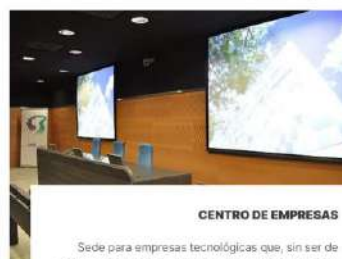 CENTRO DE EMPRESAS
Sede para empresas tecnológicas que, sin ser de